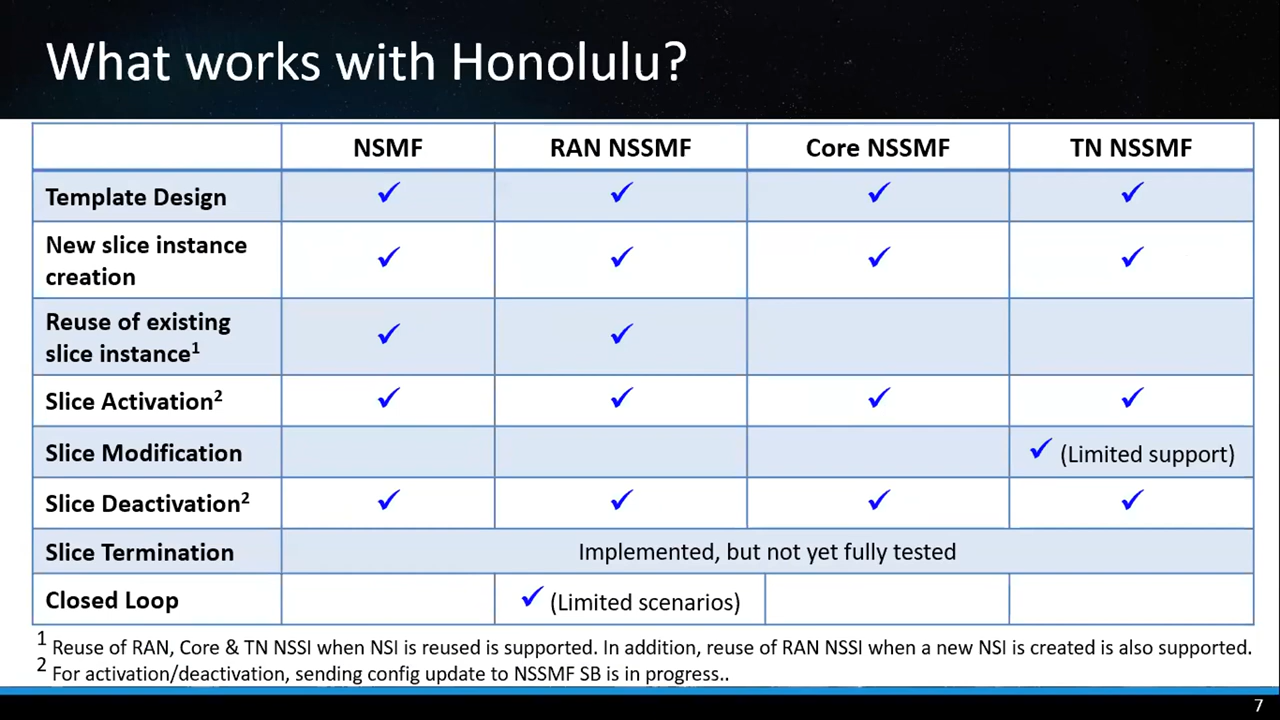 What works with Honolulu?
NSMF RAN NSSMF Core NSSMF TN NSSMF
Template Design ✓ ✓ ✓ ✓
New slice instance
creation ✓ ✓ ✓ ✓
Reuse of existing
slice instance1 ✓ ✓
Slice Activation2 ✓ ✓ ✓ ✓
Slice Modification ✓ (Limited support)
Slice Deactivation2 ✓ ✓ ✓ ✓
Slice Termination Implemented, but not yet fully tested
Closed Loop ✓ (Limited scenarios)
1 Reuse of RAN, Core & TN NSSI when NSI is reused is supported. In addition, reuse of RAN NSSI when a new NSI is created is also supported.
2 For activation/deactivation, sending config update to NSSMF SB is in progress..
7